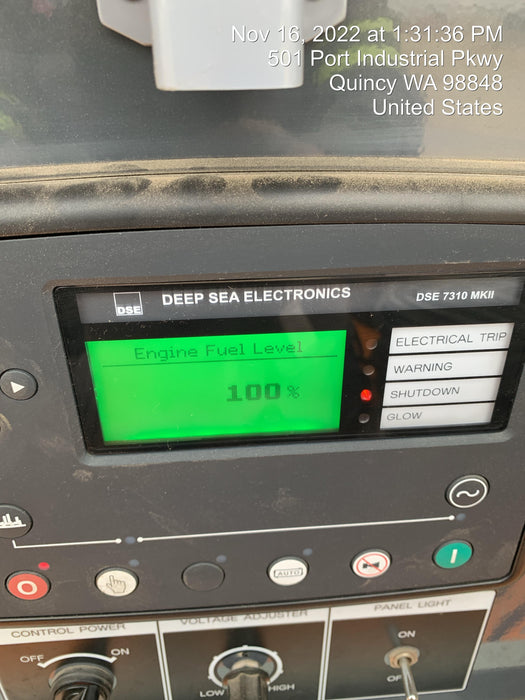 Nov 16, 2022 at 1:31:36 PM
501 Port Industrial Pkwy
Quincy WA 98848
United States
DSE
DEEP SEA ELECTRONICS
DSE 7310 MKII
Engine Fuel Level
100 %
ELECTRICAL TRIP
WARNING
SHUTDOWN
GLOW
AUTO
CONTROL POWER
OFF
ON
VOLTAGE ADJUSTER
LOW
HIGH
PANEL LIGHT
ON
OFF